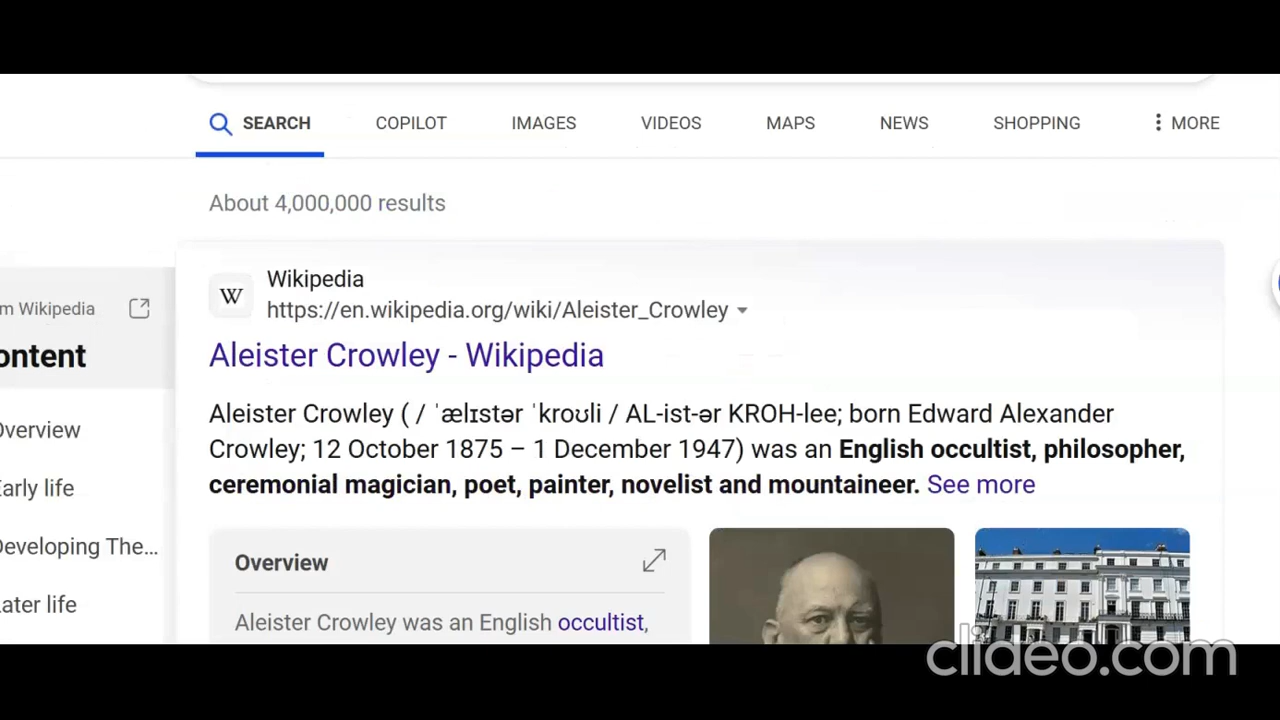 SEARCH COPILOT IMAGES VIDEOS MAPS NEWS SHOPPING MORE
About 4,000,000 results
m Wikipedia
ontent
Overview
Early life
Developing The...
Later life
W
Wikipedia
https://en.wikipedia.org/wiki/Aleister_Crowley
Aleister Crowley - Wikipedia
Aleister Crowley ( / ˈælɪstər ˈkroʊli / AL-ist-ər KROH-lee; born Edward Alexander
Crowley; 12 October 1875 – 1 December 1947) was an English occultist, philosopher,
ceremonial magician, poet, painter, novelist and mountaineer. See more
Overview
Aleister Crowley was an English occultist,
clideo.com